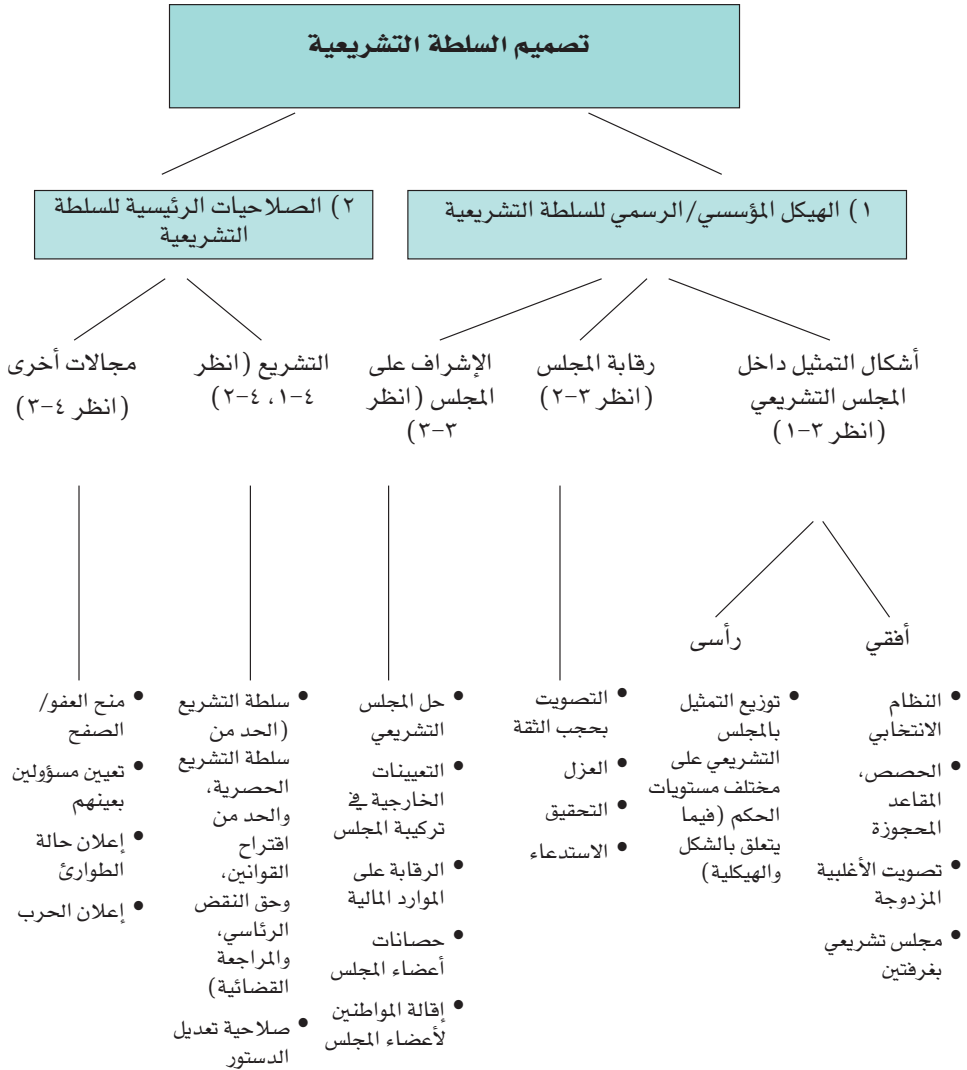 تصميم السلطة التشريعية
١) الهيكل المؤسسي/الرسمي للسلطة التشريعية
٢) الصلاحيات الرئيسية للسلطة
التشريعية
أشكال التمثيل داخل
المجلس التشريعي
(انظر ٣-١)
رقابة المجلس
(انظر ٣-٢)
الإشراف على
المجلس (انظر
٣-٣)
التشريع (انظر
٤-١، ٤-٢)
مجالات أخرى
(انظر ٤-٣)
أفقي
رأسى
• النظام
الانتخابي
• الحصص،
المقاعد
المحجوزة
• تصويت الأغلبية
المزدوجة
• مجلس تشريعي
بغرفتين
• توزيع التمثيل
بالمجلس
التشريعي على
مختلف مستويات
الحكم (فيما
يتعلق بالشكل
والهيكلية)
• التصويت
بحجب الثقة
• العزل
• التحقيق
• الاستدعاء
• حل المجلس
التشريعي
• التعيينات
الخارجية في
تركيبة المجلس
• الرقابة على
الموارد المالية
• حصانات
أعضاء المجلس
• إقالة المواطنين
لأعضاء المجلس
• سلطة التشريع
(الحد من
سلطة التشريع
الحصرية،
والحد من
اقتراح
القوانين،
وحق النقض
الرئاسي،
والمراجعة
القضائية)
• صلاحية تعديل
الدستور
• منح العفو/
الصفح
• تعيين مسؤولين
بعينهم
• إعلان حالة
الطوارئ
• إعلان الحرب